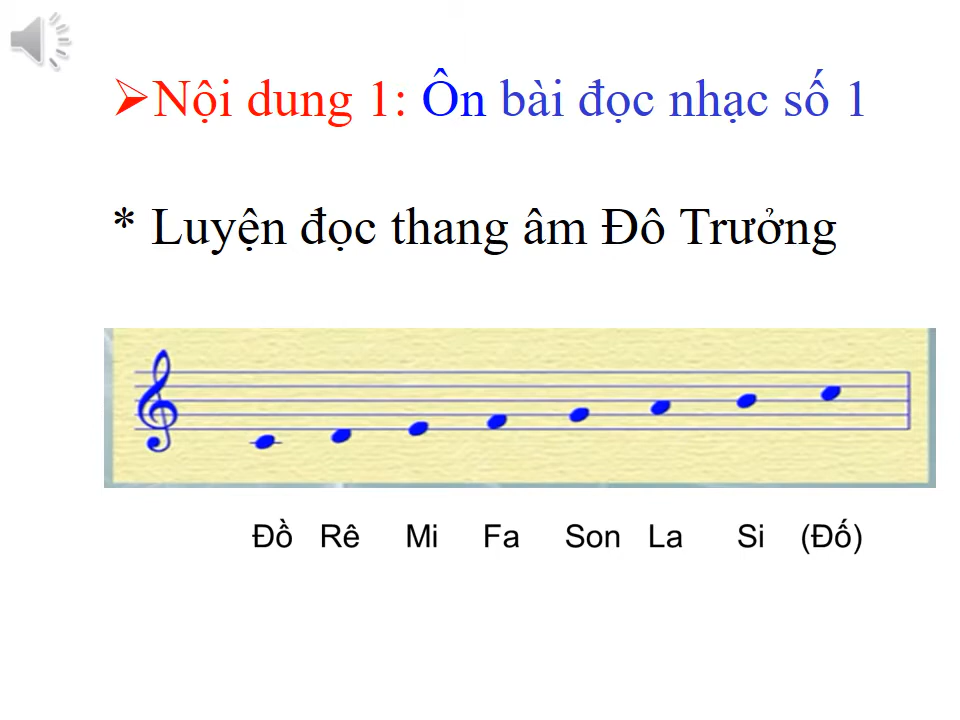 ➢Nội dung 1: Ôn bài đọc nhạc số 1
* Luyện đọc thang âm Đô Trưởng
Đồ Rê Mi Fa Son La Si (Đố)